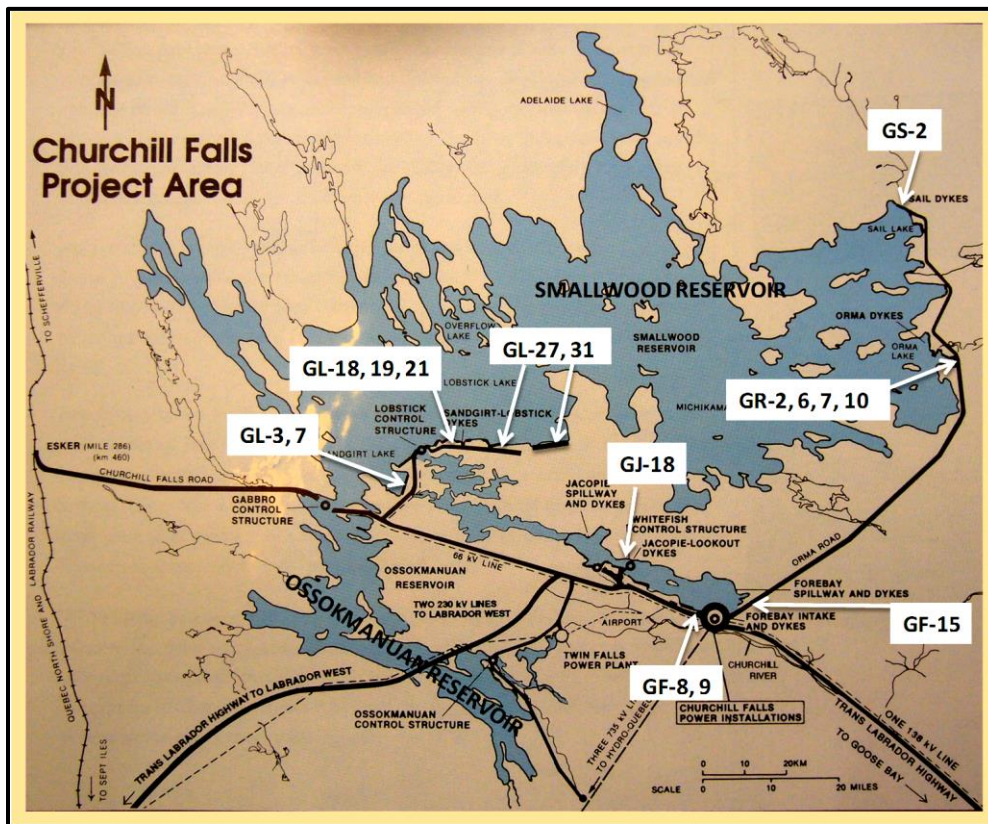 N
Churchill Falls
Project Area
ADELAIDE LAKE
GS-2
SAIL DYKES
SAIL LAKE
TO SCHEFFERVILLE
SMALLWOOD RESERVOIR
OVERFLOW
LAKE
SMALLWOOD
RESERVOIR
ORMA DYKES
ORMA
LAKE
GL-18, 19, 21
GL-27, 31
LOBSTICK LAKE
MICHIKAMA
GR-2, 6, 7, 10
LOBSTICK
CONTROL
STRUCTURE
SANDGIRT-LOBSTICK
DYKES
GL-3, 7
NDGIRT LAKE
GJ-18
ESKER (MILE 286)
(km 460)
CHURCHILL FALLS ROAD
GABBRO
CONTROL
STRUCTURE
JACOPIE
SPILLWAY
AND DYKES
WHITEFISH
CONTROL STRUCTURE
JACOPIE-LOOKOUT
DYKES
ORMA ROAD
66 kV LINE
OSSOKMANUAN
RESERVOIR
OSSOKMANUAN RESERVOIR
TWO 230 kV LINES
TO LABRADOR WEST
FOREBAY
SPILLWAY AND DYKES
FOREBAY INTAKE
AND DYKES
GF-15
AIRPORT
TWIN FALLS
POWER PLANT
CHURCHILL
RIVER
GF-8, 9
CHURCHILL FALLS
POWER INSTALLATIONS
QUEBEC NORTH SHORE AND LABRADOR RAILWAY
TRANS LABRADOR HIGHWAY TO LABRADOR WEST
OSSOKMANUAN
CONTROL STRUCTURE
THREE 735 kV LI
TO HYDRO-QUEBEC
ONE 138 kV LINE
TRANS LABRADOR HIGHWAY
TO GOOSE BAY
TO SEPT ILES
SCALE
0 10 20KM
0 10 20 MILES